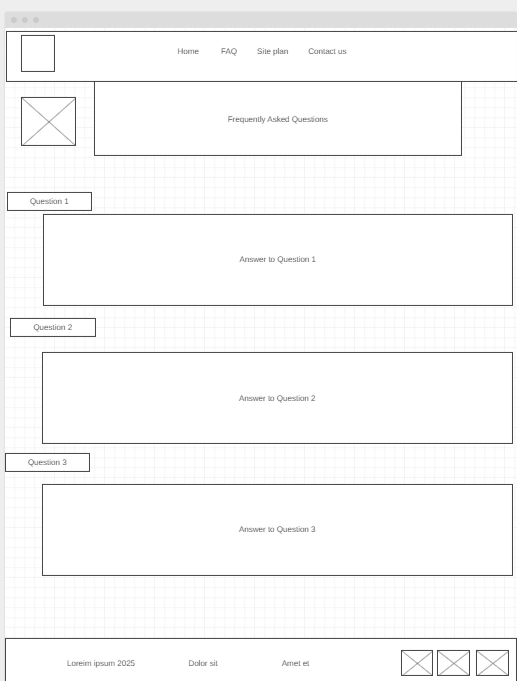 Home FAQ Site plan Contact us
Frequently Asked Questions
Question 1
Answer to Question 1
Question 2
Answer to Question 2
Question 3
Answer to Question 3
Loreim ipsum 2025 Dolor sit Amet et